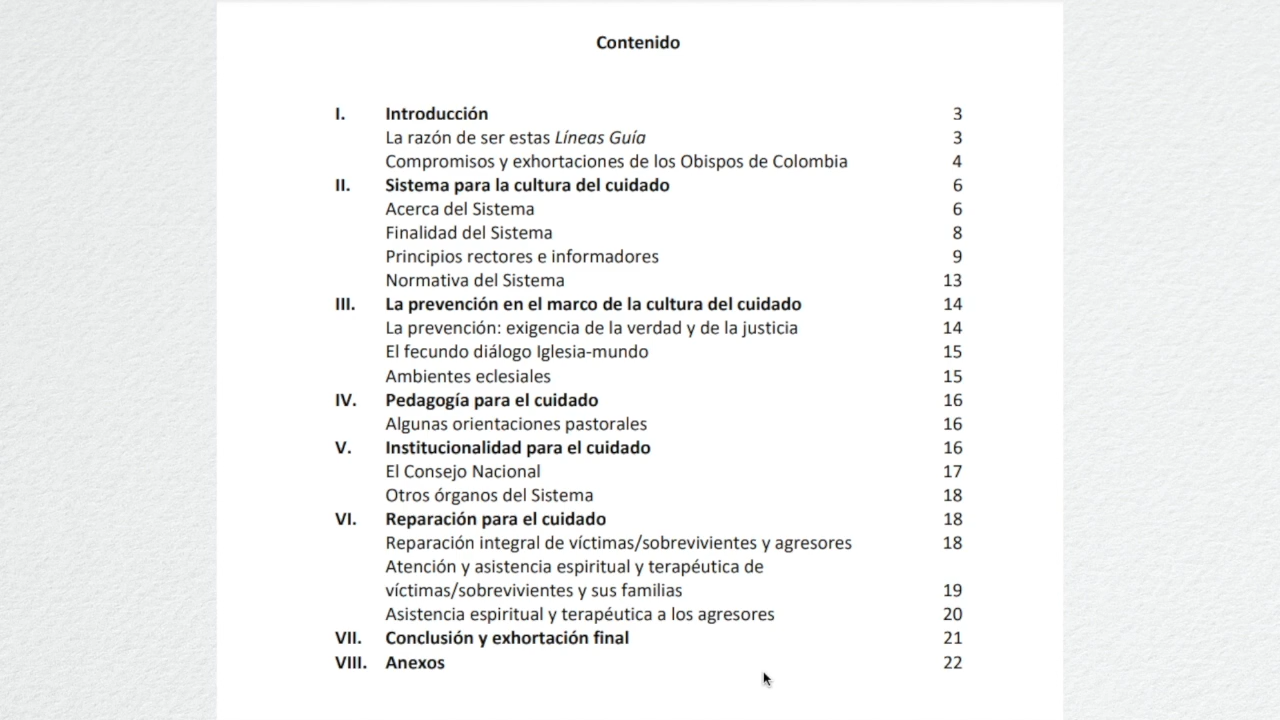 Contenido
I. Introducción 3
La razón de ser estas Líneas Guía 3
Compromisos y exhortaciones de los Obispos de Colombia 4
II. Sistema para la cultura del cuidado 6
Acerca del Sistema 6
Finalidad del Sistema 8
Principios rectores e informadores 9
Normativa del Sistema 13
III. La prevención en el marco de la cultura del cuidado 14
La prevención: exigencia de la verdad y de la justicia 14
El fecundo diálogo Iglesia-mundo 15
Ambientes eclesiales 15
IV. Pedagogía para el cuidado 16
Algunas orientaciones pastorales 16
V. Institucionalidad para el cuidado 16
El Consejo Nacional 17
Otros órganos del Sistema 18
VI. Reparación para el cuidado 18
Reparación integral de víctimas/sobrevivientes y agresores 18
Atención y asistencia espiritual y terapéutica de
víctimas/sobrevivientes y sus familias 19
Asistencia espiritual y terapéutica a los agresores 20
VII. Conclusión y exhortación final 21
VIII. Anexos 22